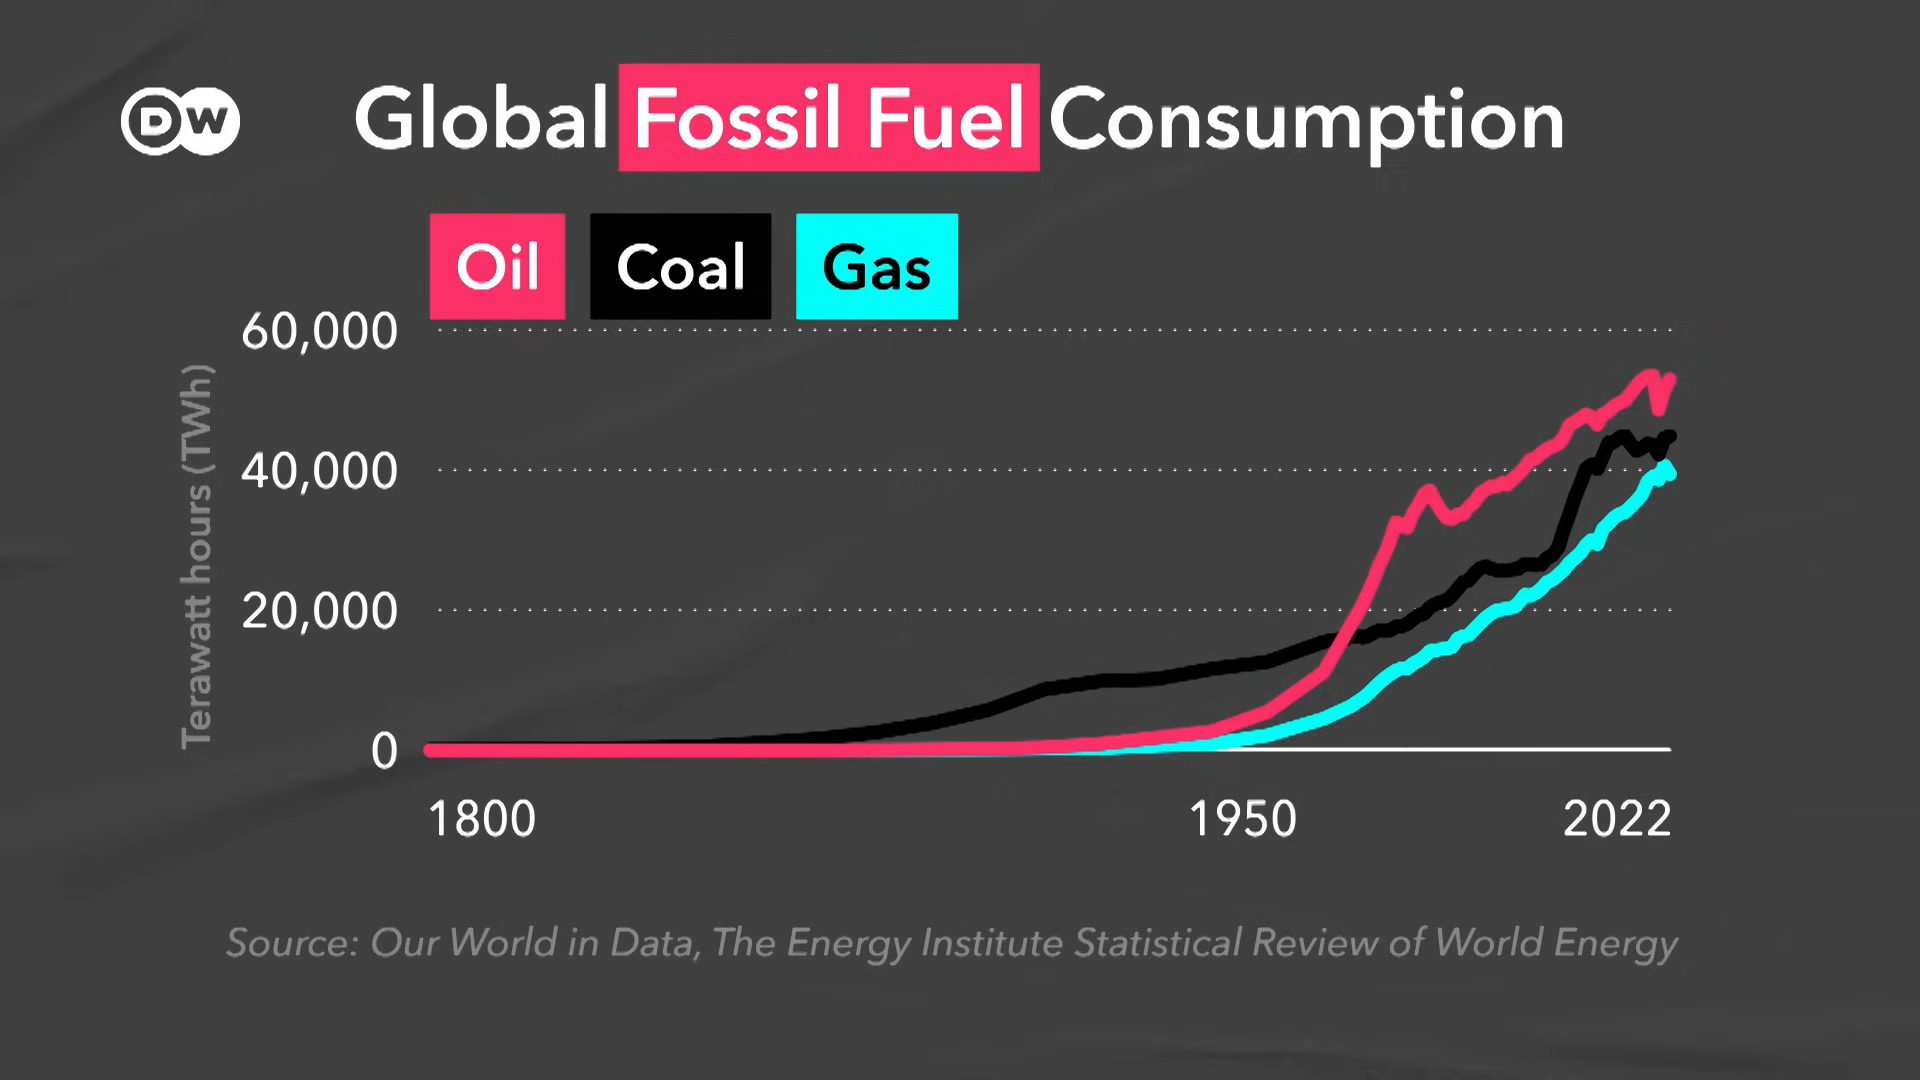 DW
Global Fossil Fuel Consumption
Oil Coal Gas
60,000
40,000
20,000
0
Terawatt hours (TWh)
1800 1950 2022
Source: Our World in Data, The Energy Institute Statistical Review of World Energy